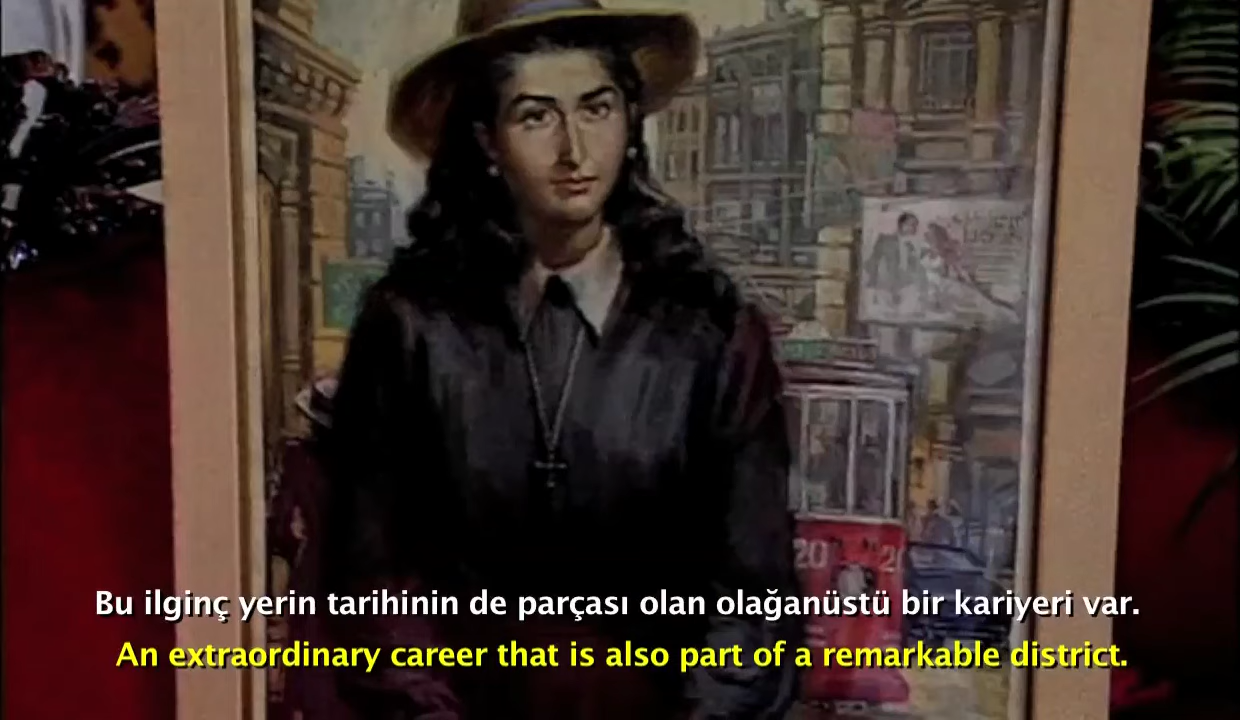 20
Bu ilginç yerin tarihinin de parçası olan olağanüstü bir kariyeri var.
An extraordinary career that is also part of a remarkable district.